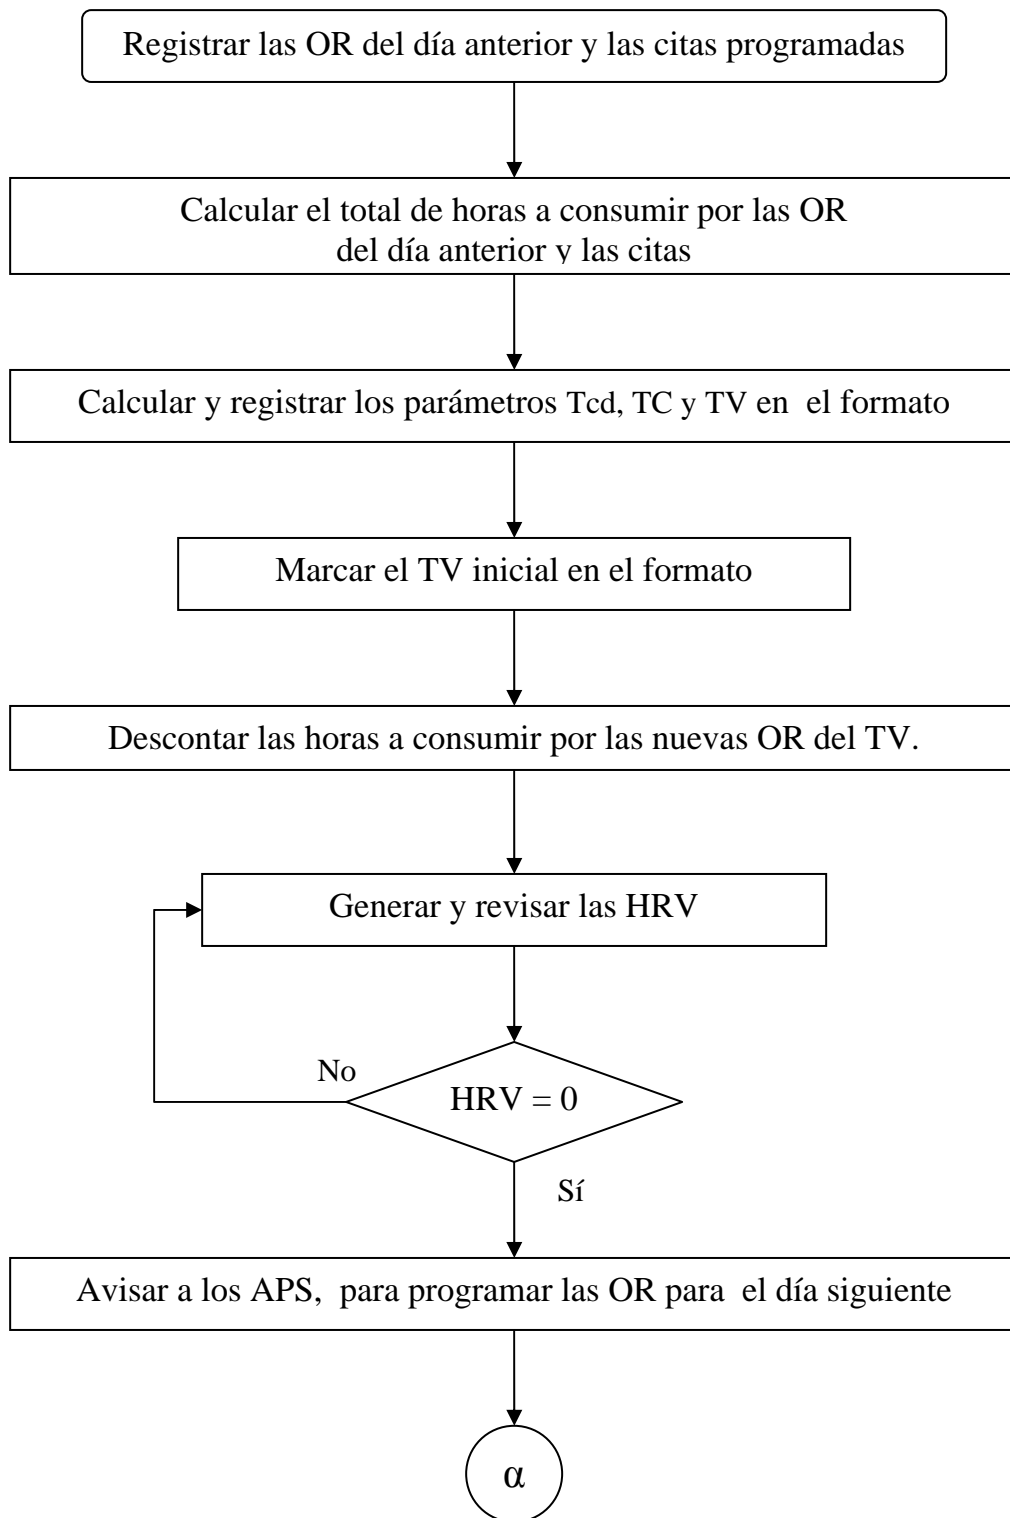 Registrar las OR del día anterior y las citas programadas
Calcular el total de horas a consumir por las OR
del día anterior y las citas
Calcular y registrar los parámetros Tcd, TC y TV en el formato
Marcar el TV inicial en el formato
Descontar las horas a consumir por las nuevas OR del TV.
Generar y revisar las HRV
No
HRV = 0
Sí
Avisar a los APS, para programar las OR para el día siguiente
α